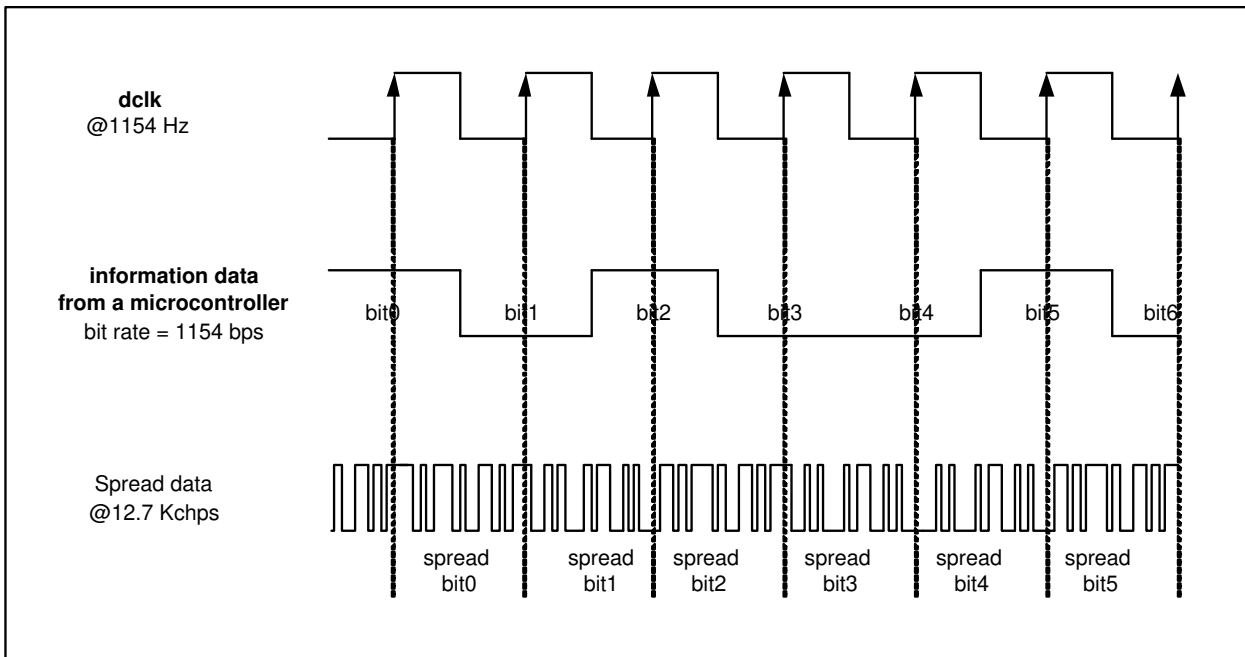 dclk
@1154 Hz
information data
from a microcontroller
bit rate = 1154 bps
bit0 bit1 bit2 bit3 bit4 bit5 bit6
Spread data
@12.7 Kchps
spread spread spread spread spread spread
bit0 bit1 bit2 bit3 bit4 bit5